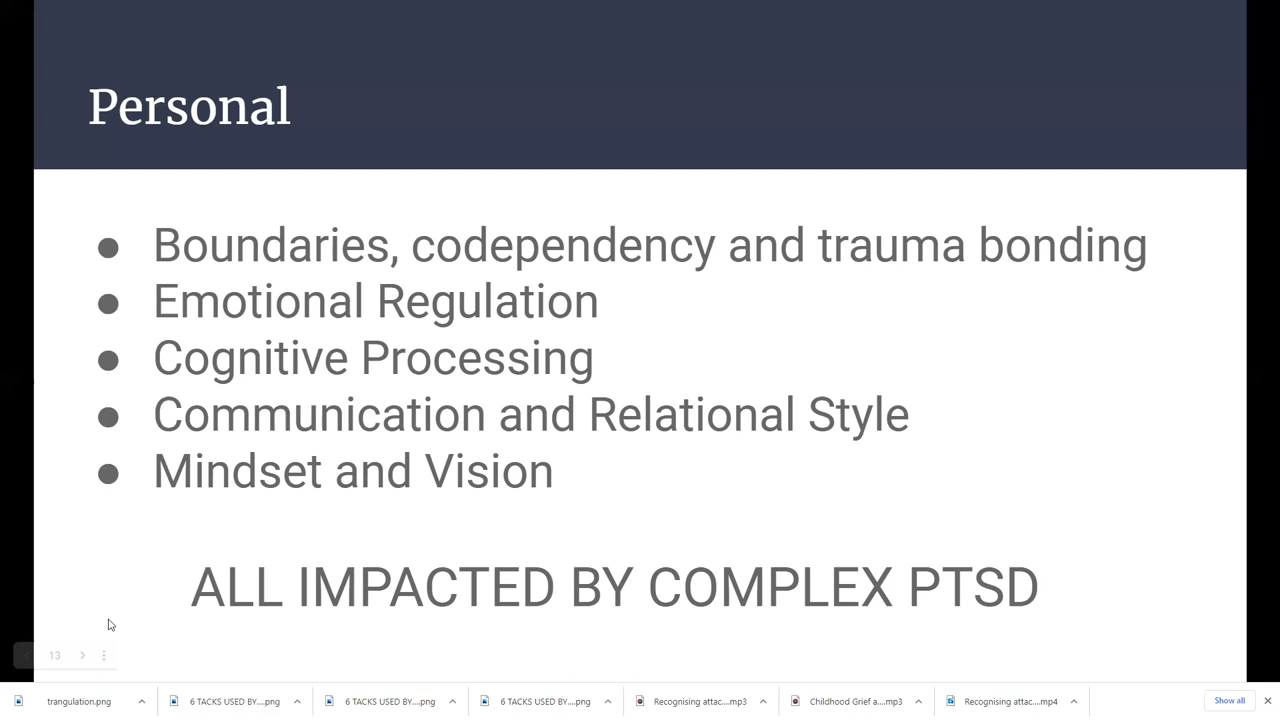 Personal
● Boundaries, codependency and trauma bonding
● Emotional Regulation
● Cognitive Processing
● Communication and Relational Style
● Mindset and Vision
ALL IMPACTED BY COMPLEX PTSD
13
trangulation.png
6 TACKS USED BY....png
6 TACKS USED BY....png
6 TACKS USED BY....png
Recognising attac....mp3
Childhood Grief a....mp3
Recognising attac....mp4
Show all